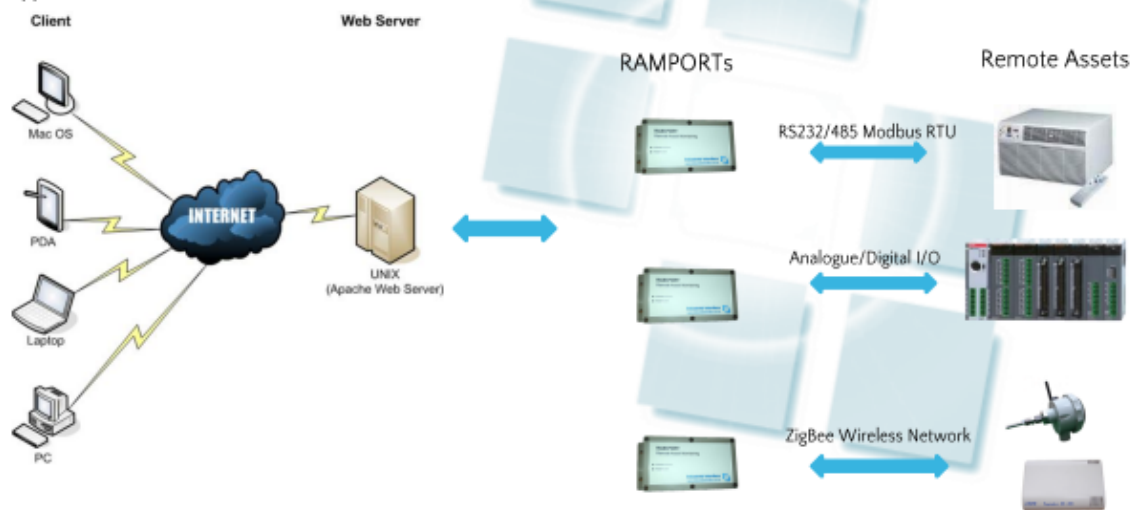 Client
Web Server
RAMPORTs
Remote Assets
Mac OS
RS232/485 Modbus RTU
PDA
INTERNET
UNIX
(Apache Web Server)
Analogue/Digital I/O
Laptop
ZigBee Wireless Network
PC